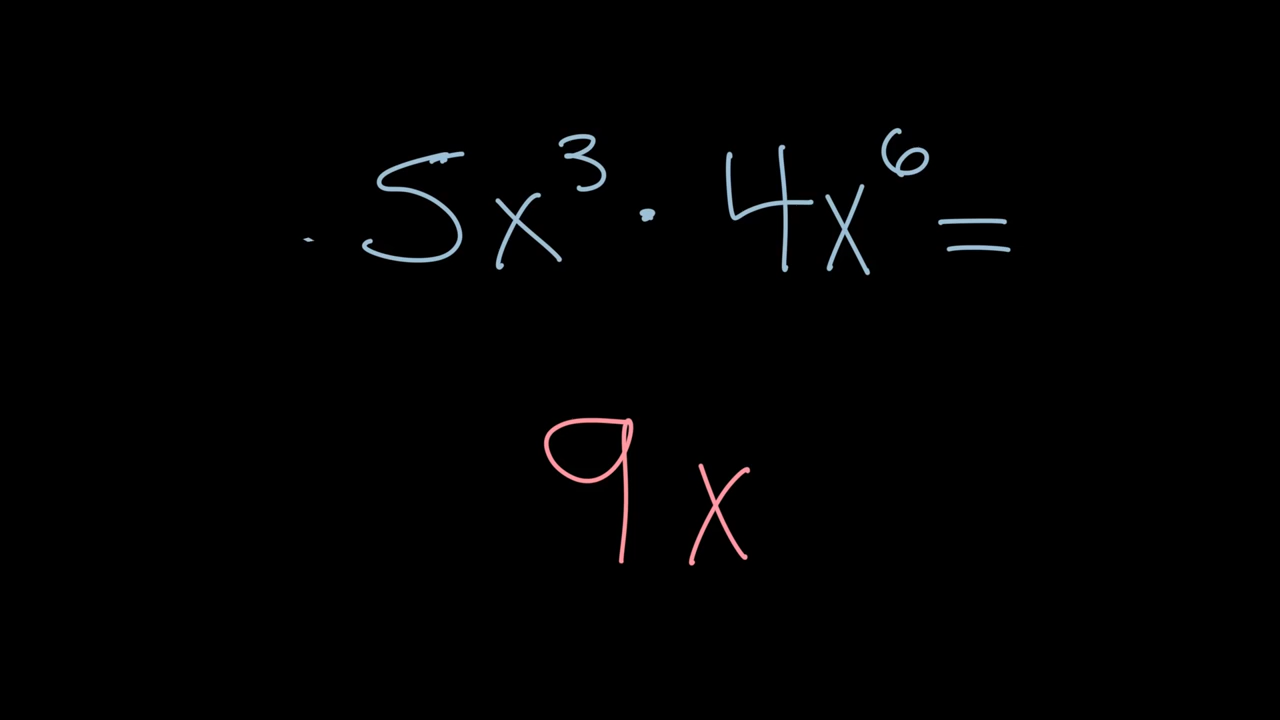 5x³ · 4x⁶ =
9x